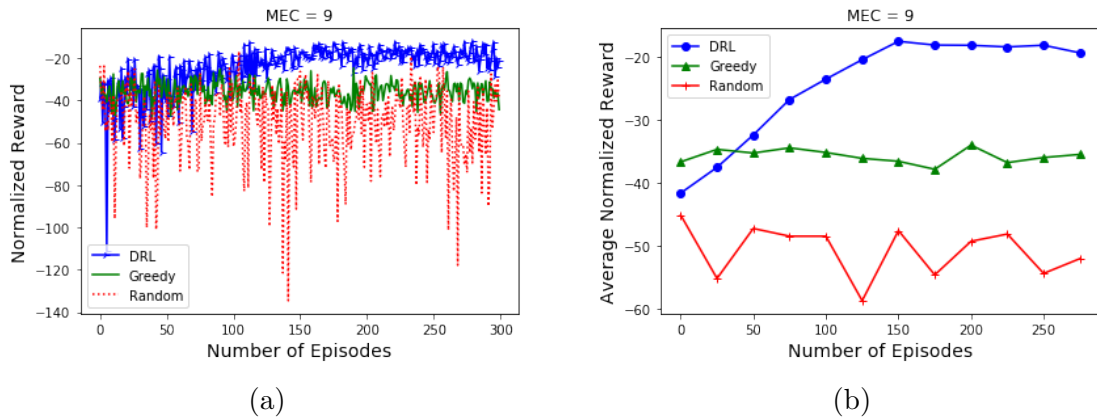 MEC = 9
Normalized Reward
−20
−40
−60
−80
−100
−120
−140
DRL
Greedy
Random
0 50 100 150 200 250 300
Number of Episodes
(a)
MEC = 9
Average Normalized Reward
−20
−30
−40
−50
−60
DRL
Greedy
Random
0 50 100 150 200 250
Number of Episodes
(b)